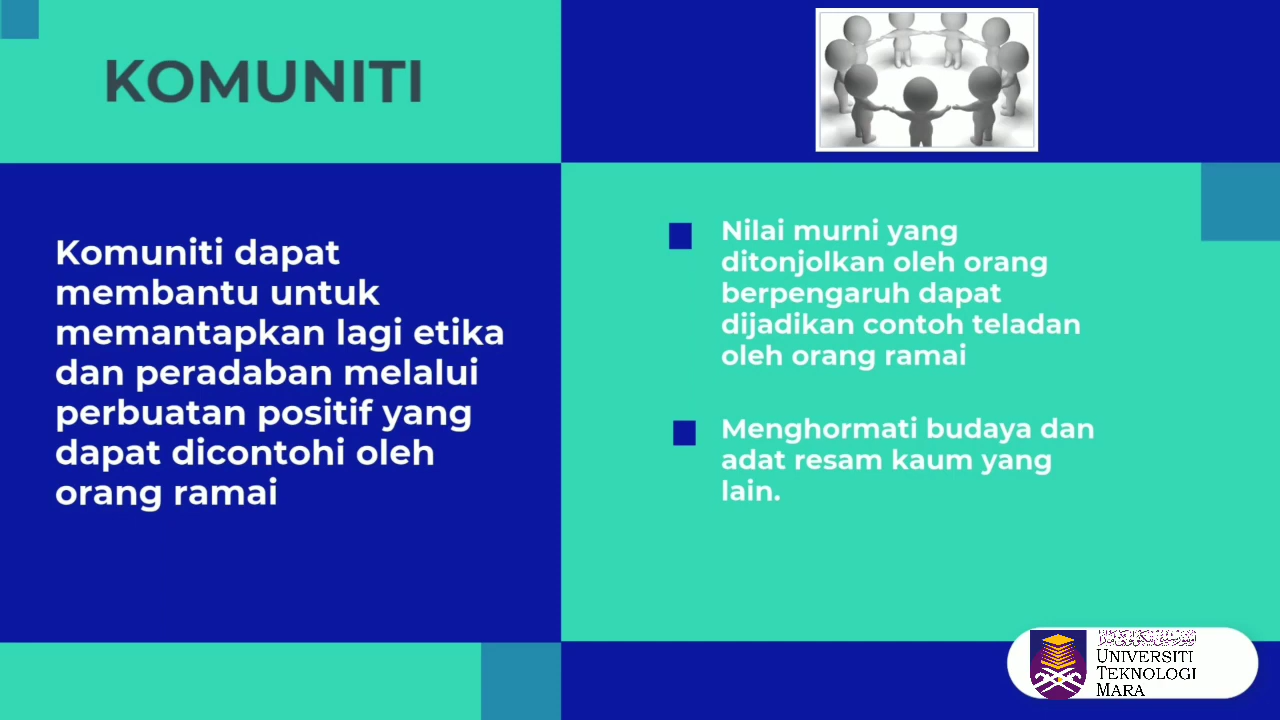 KOMUNITI
Komuniti dapat
membantu untuk
memantapkan lagi etika
dan peradaban melalui
perbuatan positif yang
dapat dicontohi oleh
orang ramai
Nilai murni yang
ditonjolkan oleh orang
berpengaruh dapat
dijadikan contoh teladan
oleh orang ramai
Menghormati budaya dan
adat resam kaum yang
lain.
UNIVERSITI
TEKNOLOGI
MARA